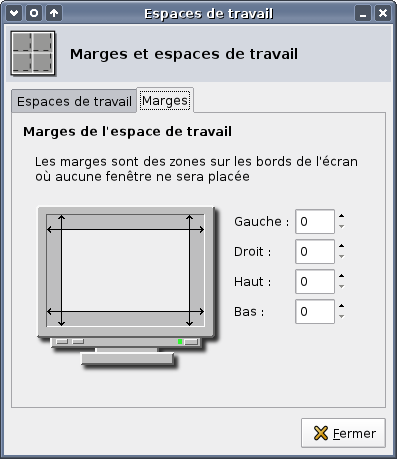 Espaces de travail
Marges et espaces de travail
Espaces de travail
Marges
Marges de l'espace de travail
Les marges sont des zones sur les bords de l'écran
où aucune fenêtre ne sera placée
Gauche : 0
Droit : 0
Haut : 0
Bas : 0
Fermer